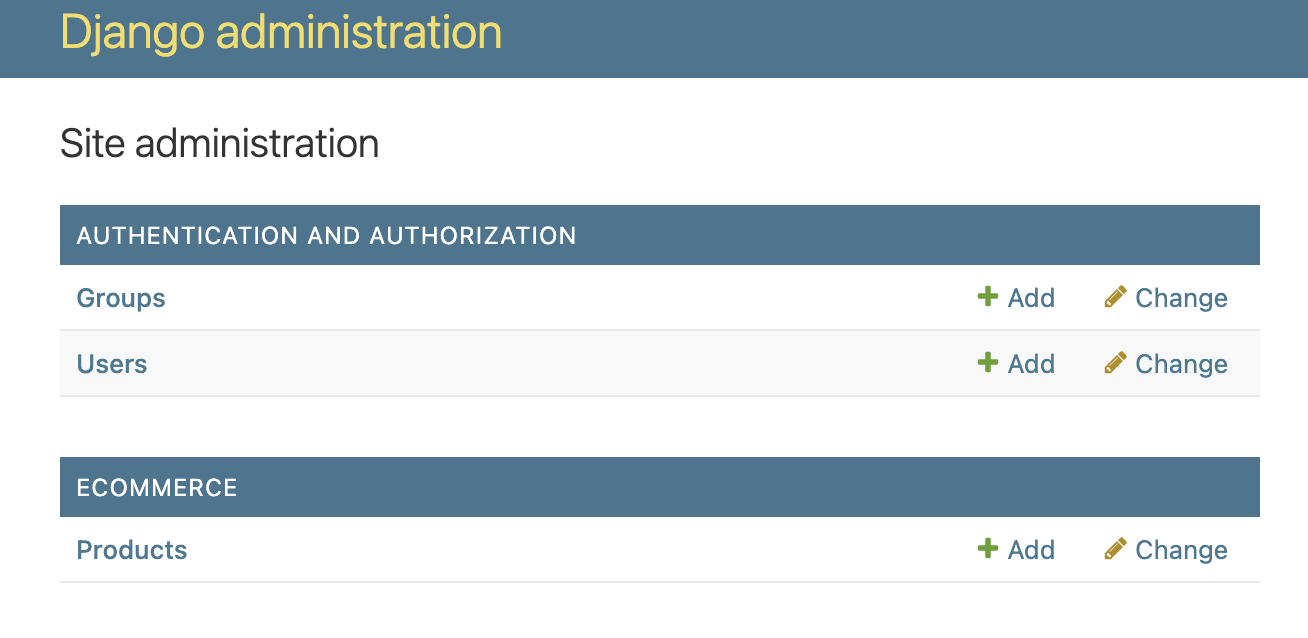 Django administration
Site administration
AUTHENTICATION AND AUTHORIZATION
Groups Add Change
Users Add Change
ECOMMERCE
Products Add Change